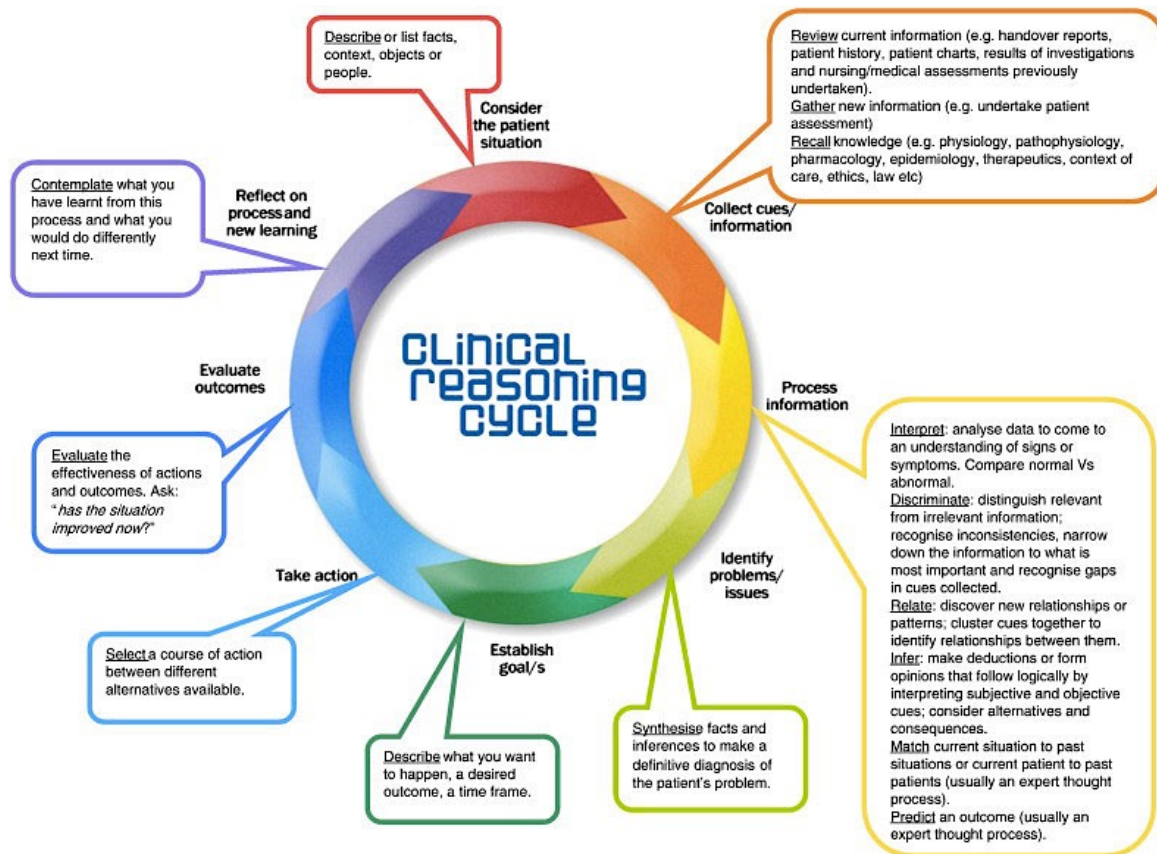 Describe or list facts,
context, objects or
people.
Consider
the patient
situation
Review current information (e.g. handover reports,
patient history, patient charts, results of investigations
and nursing/medical assessments previously
undertaken).
Gather new information (e.g. undertake patient
assessment)
Recall knowledge (e.g. physiology, pathophysiology,
pharmacology, epidemiology, therapeutics, context of
care, ethics, law etc)
Collect cues/
information
Process
information
Interpret: analyse data to come to
an understanding of signs or
symptoms. Compare normal Vs
abnormal.
Discriminate: distinguish relevant
from irrelevant information;
recognise inconsistencies, narrow
down the information to what is
most important and recognise gaps
in cues collected.
Relate: discover new relationships or
patterns; cluster cues together to
identify relationships between them.
Infer: make deductions or form
opinions that follow logically by
interpreting subjective and objective
cues; consider alternatives and
consequences.
Match current situation to past
situations or current patient to past
patients (usually an expert thought
process).
Predict an outcome (usually an
expert thought process).
Identify
problems/
issues
Synthesise facts and
inferences to make a
definitive diagnosis of
the patient's problem.
Establish
goal/s
Describe what you want
to happen, a desired
outcome, a time frame.
Take action
Select a course of action
between different
alternatives available.
Evaluate
outcomes
Evaluate the
effectiveness of actions
and outcomes. Ask:
"has the situation
improved now?"
Reflect on
process and
new learning
Contemplate what you
have learnt from this
process and what you
would do differently
next time.
CLINICAL
REASONING
CYCLE